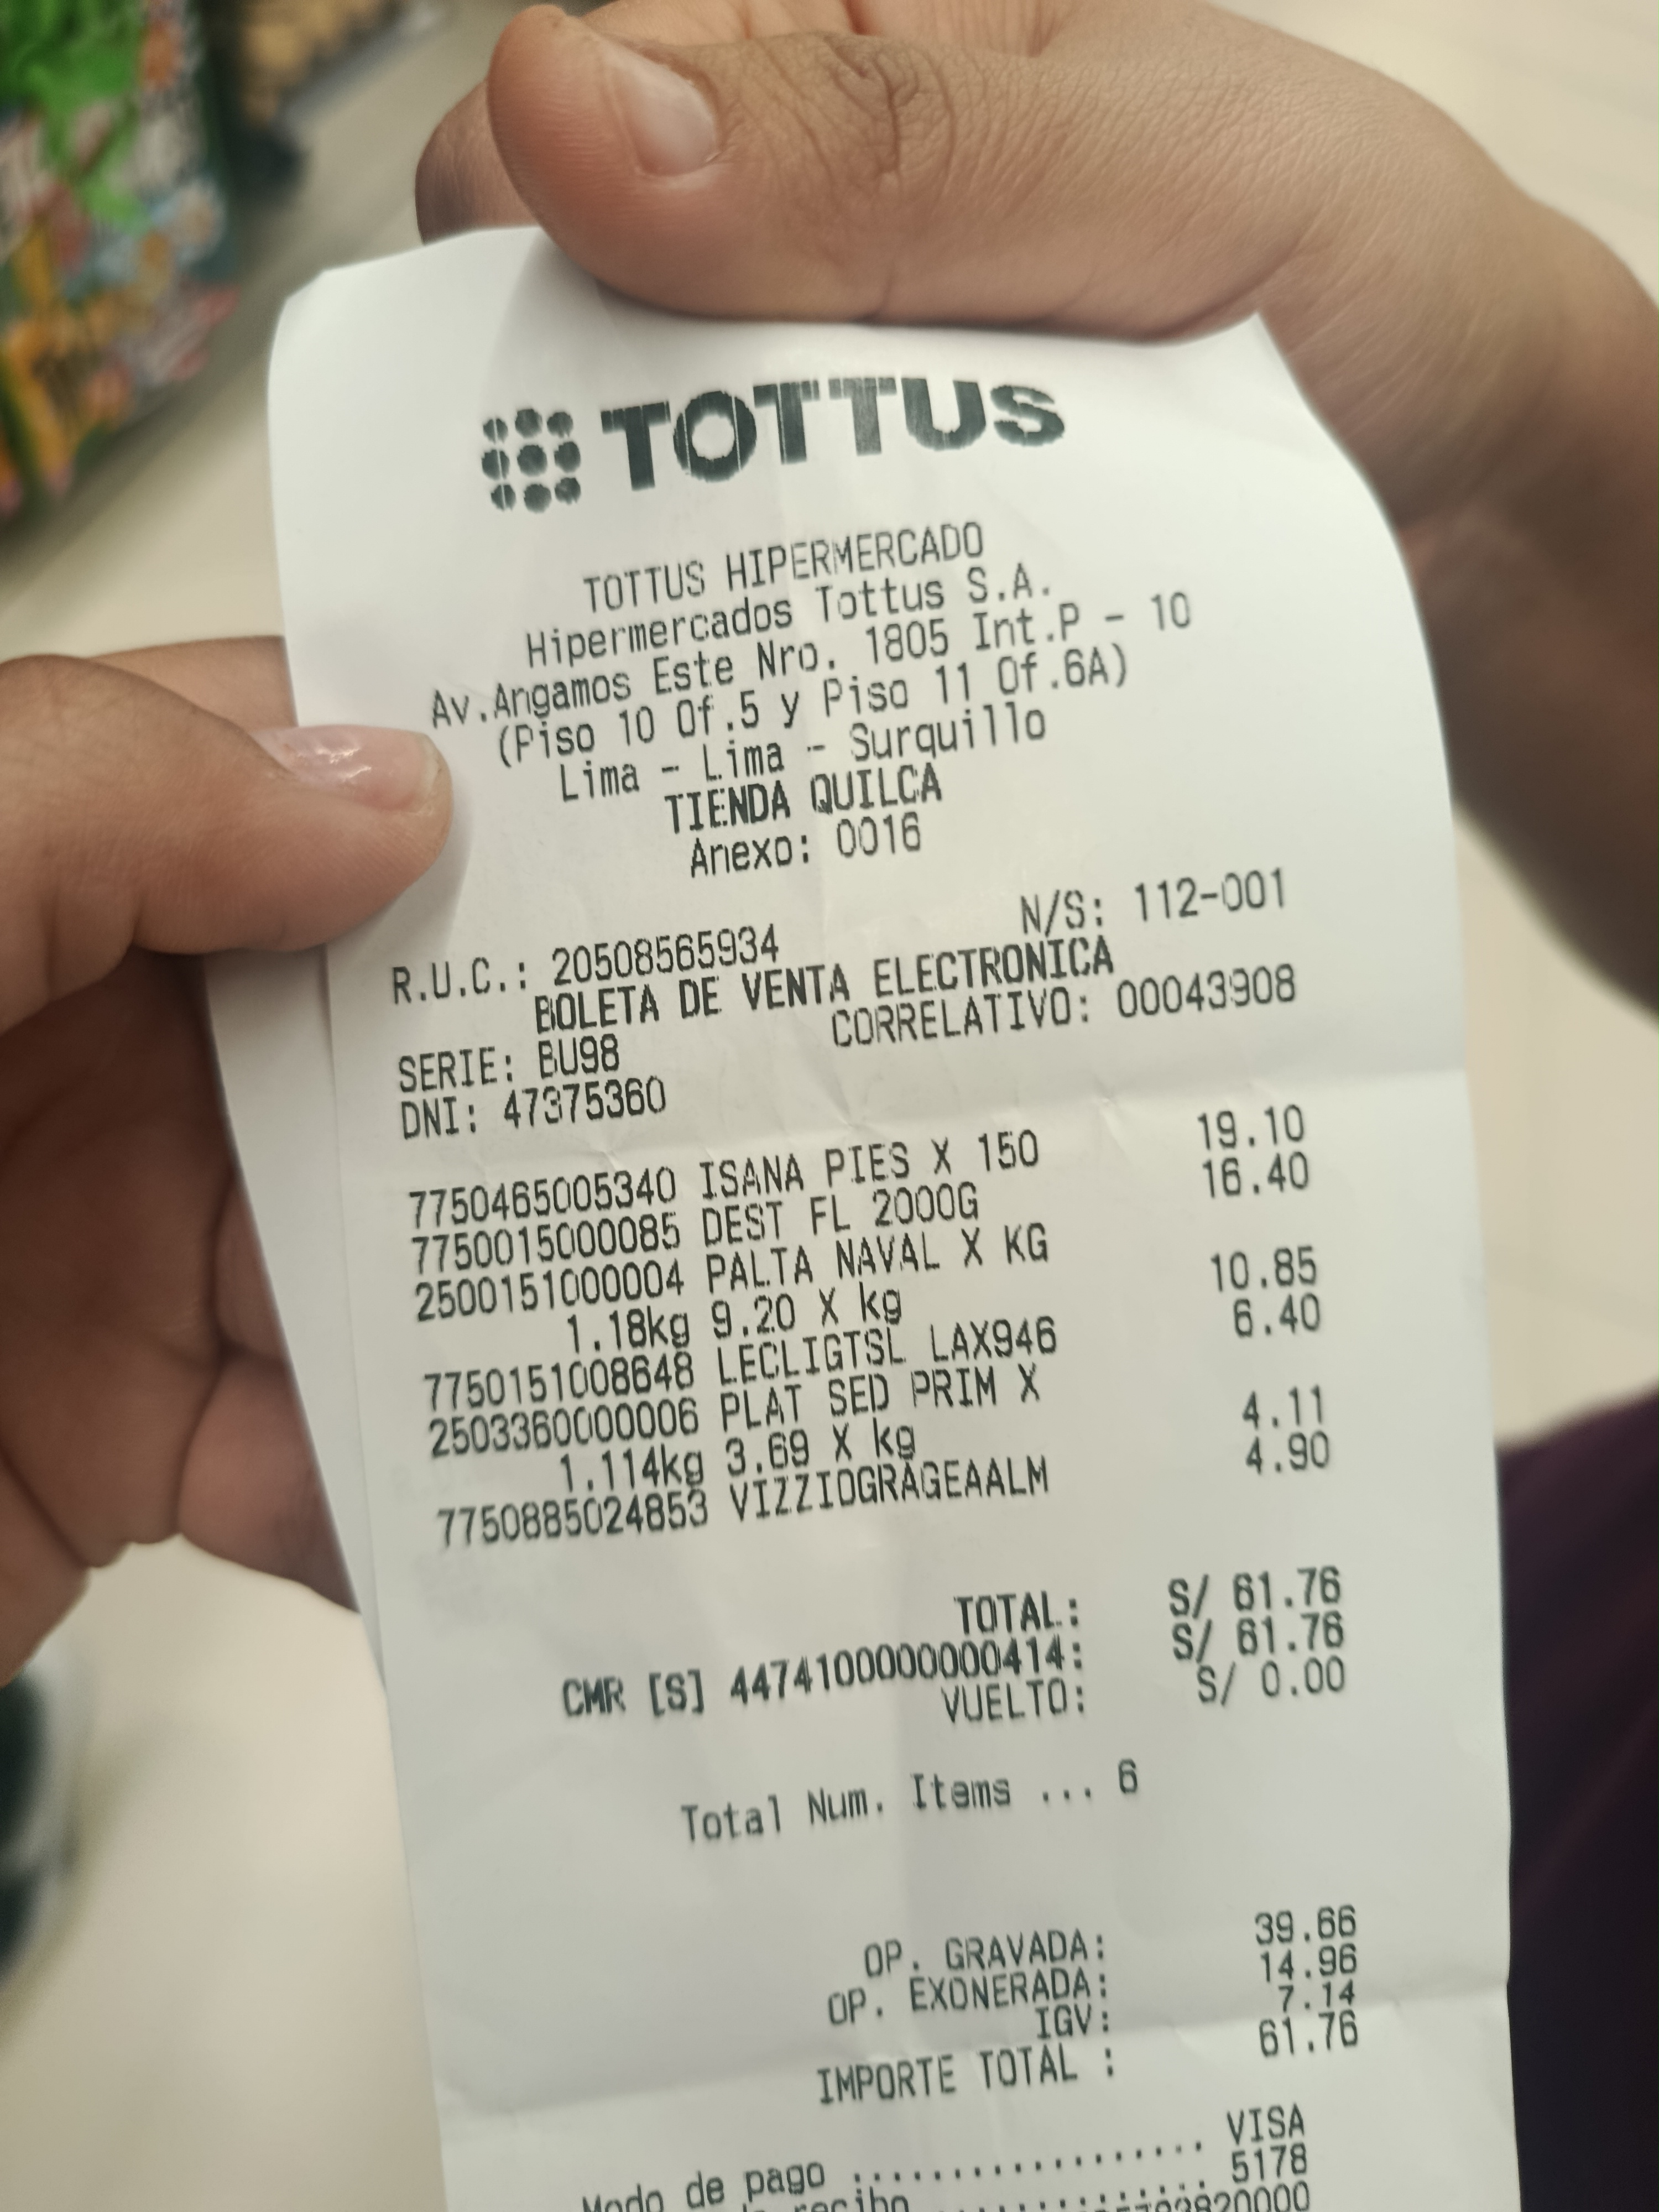 TOTTUS
TOTTUS HIPERMERCADO
Hipermercados Tottus S.A.
Av.Angamos Este Nro. 1805 Int.P - 10
(Piso 10 Of.5 y Piso 11 Of.6A)
Lima - Lima - Surquillo
TIENDA QUILCA
Anexo: 0016
R.U.C.: 20508565934 N/S: 112-001
BOLETA DE VENTA ELECTRONICA
SERIE: BU98 CORRELATIVO: 00043908
DNI: 47375360
7750465005340 ISANA PIES X 150 19.10
7750015000085 DEST FL 2000G 16.40
2500151000004 PALTA NAVAL X KG
1.18kg 9.20 X kg 10.85
7750151008648 LECLIGTSL LAX946 6.40
2503360000006 PLAT SED PRIM X
1.114kg 3.69 X kg 4.11
7750885024853 VIZZIOGRAGEAALM 4.90
TOTAL: S/ 61.76
CMR [S] 4474100000000414: S/ 61.76
VUELTO: S/ 0.00
Total Num. Items ... 6
OP. GRAVADA: 39.66
OP. EXONERADA: 14.96
IGV: 7.14
IMPORTE TOTAL : 61.76
Modo de pago .................. VISA
recibo ............ 5178